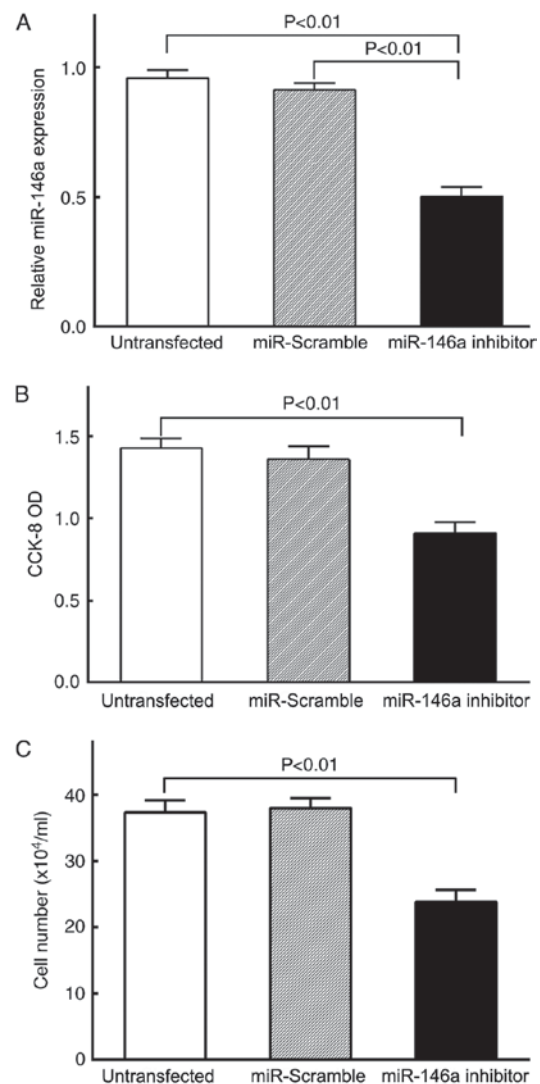 A
P<0.01
P<0.01
Relative miR-146a expression
1.0
0.5
0.0
Untransfected
miR-Scramble
miR-146a inhibitor
B
P<0.01
CCK-8 OD
1.5
1.0
0.5
0.0
Untransfected
miR-Scramble
miR-146a inhibitor
C
P<0.01
Cell number (x10⁴/ml)
40
30
20
10
0
Untransfected
miR-Scramble
miR-146a inhibitor